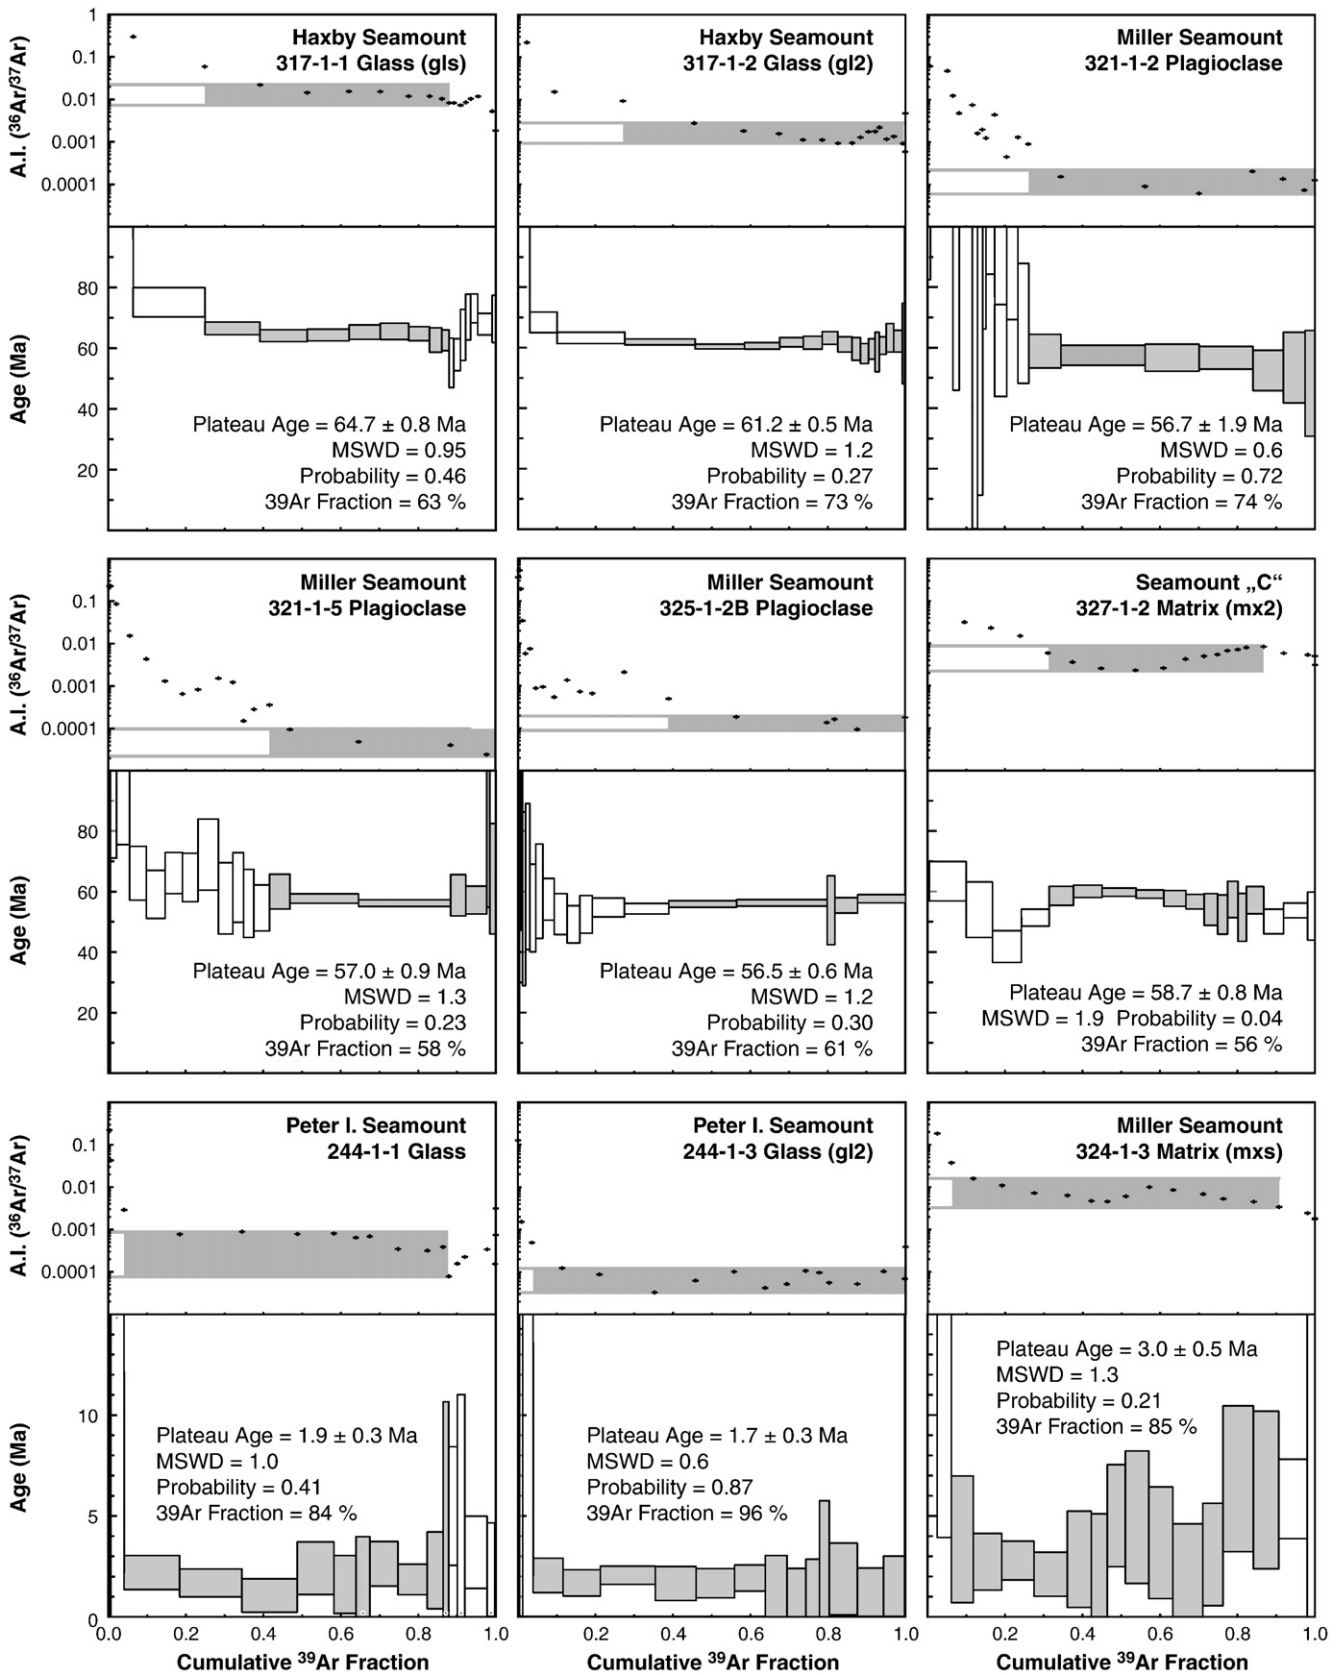 Haxby Seamount
317-1-1 Glass (gls)
1
0.1
0.01
0.001
0.0001
A.I. (³⁶Ar/³⁷Ar)
Haxby Seamount
317-1-2 Glass (gl2)
Miller Seamount
321-1-2 Plagioclase
80
60
40
20
Age (Ma)
Plateau Age = 64.7 ± 0.8 Ma
MSWD = 0.95
Probability = 0.46
39Ar Fraction = 63 %
Plateau Age = 61.2 ± 0.5 Ma
MSWD = 1.2
Probability = 0.27
39Ar Fraction = 73 %
Plateau Age = 56.7 ± 1.9 Ma
MSWD = 0.6
Probability = 0.72
39Ar Fraction = 74 %
Miller Seamount
321-1-5 Plagioclase
0.1
0.01
0.001
0.0001
A.I. (³⁶Ar/³⁷Ar)
Miller Seamount
325-1-2B Plagioclase
Seamount „C“
327-1-2 Matrix (mx2)
80
60
40
20
Age (Ma)
Plateau Age = 57.0 ± 0.9 Ma
MSWD = 1.3
Probability = 0.23
39Ar Fraction = 58 %
Plateau Age = 56.5 ± 0.6 Ma
MSWD = 1.2
Probability = 0.30
39Ar Fraction = 61 %
Plateau Age = 58.7 ± 0.8 Ma
MSWD = 1.9 Probability = 0.04
39Ar Fraction = 56 %
Peter I. Seamount
244-1-1 Glass
0.1
0.01
0.001
0.0001
A.I. (³⁶Ar/³⁷Ar)
Peter I. Seamount
244-1-3 Glass (gl2)
Miller Seamount
324-1-3 Matrix (mxs)
10
5
0
Age (Ma)
Plateau Age = 1.9 ± 0.3 Ma
MSWD = 1.0
Probability = 0.41
39Ar Fraction = 84 %
Plateau Age = 1.7 ± 0.3 Ma
MSWD = 0.6
Probability = 0.87
39Ar Fraction = 96 %
Plateau Age = 3.0 ± 0.5 Ma
MSWD = 1.3
Probability = 0.21
39Ar Fraction = 85 %
0.0 0.2 0.4 0.6 0.8 1.0
0.2 0.4 0.6 0.8 1.0
0.2 0.4 0.6 0.8 1.0
Cumulative ³⁹Ar Fraction
Cumulative ³⁹Ar Fraction
Cumulative ³⁹Ar Fraction